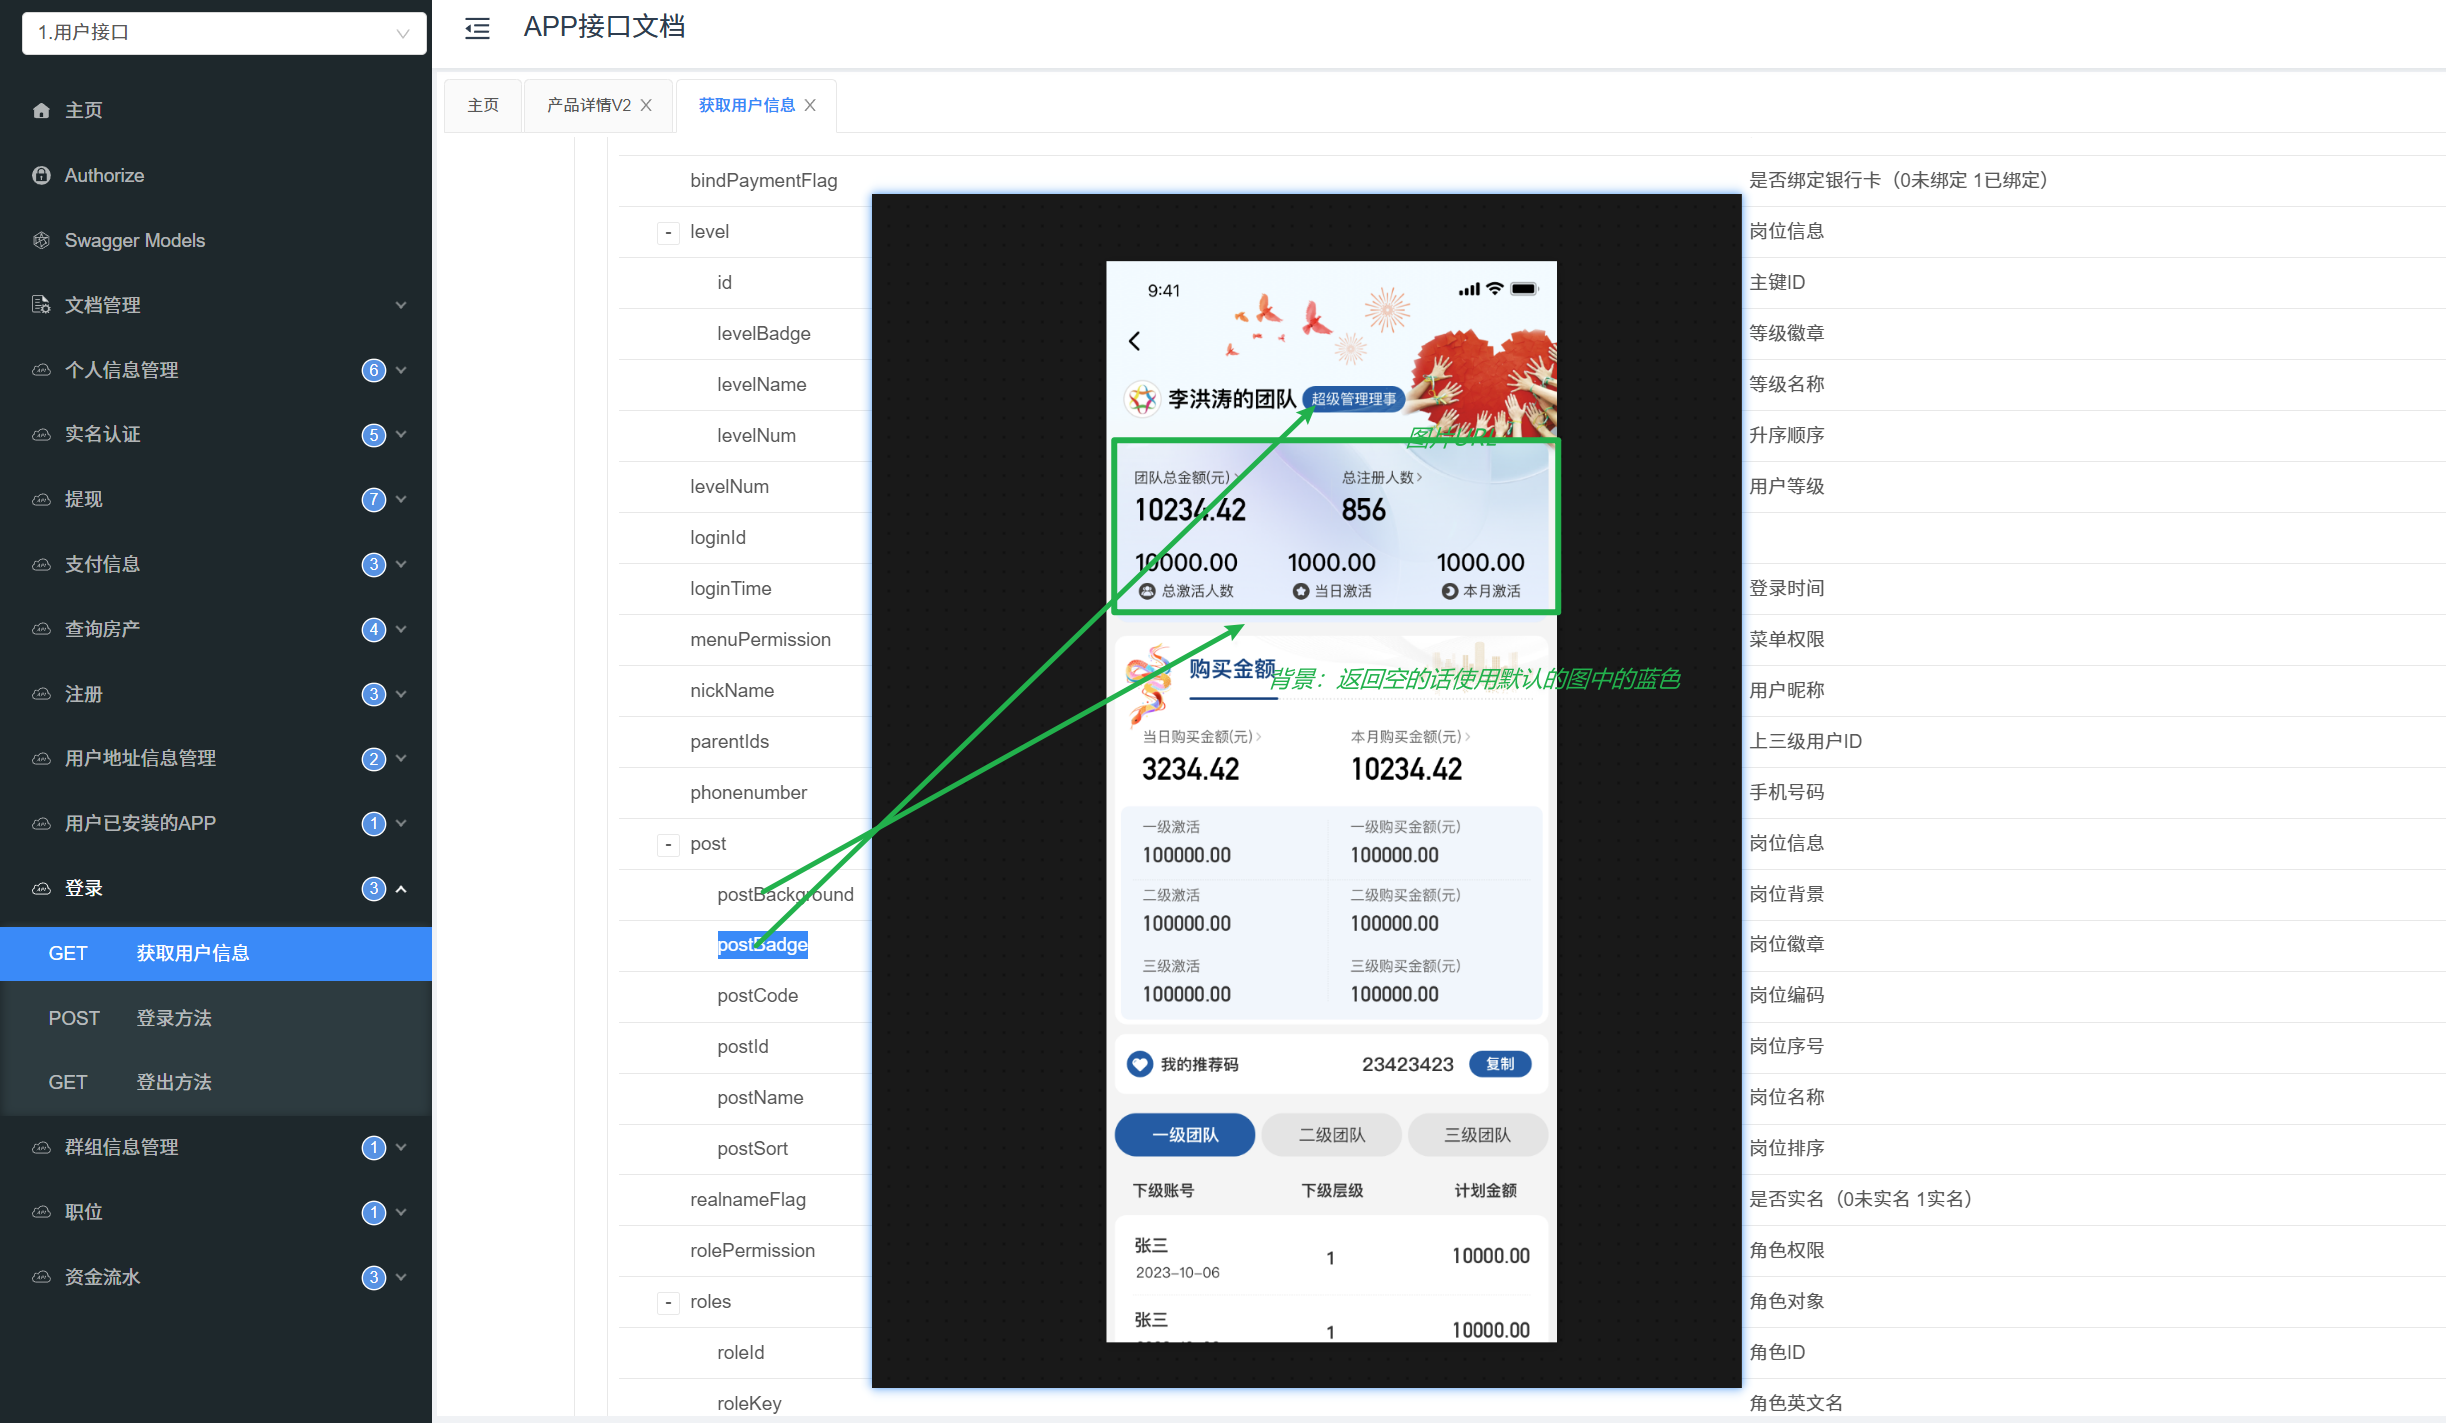 1.用户接口
APP接口文档
主页
Authorize
Swagger Models
文档管理
个人信息管理 6
实名认证 5
提现 7
支付信息 3
查询房产 4
注册 3
用户地址信息管理 2
用户已安装的APP 1
登录 3
GET 获取用户信息
POST 登录方法
GET 登出方法
群组信息管理 1
职位 1
资金流水 3
主页 产品详情V2 获取用户信息
bindPaymentFlag 是否绑定银行卡（0未绑定 1已绑定）
- level 岗位信息
id 主键ID
levelBadge 等级徽章
levelName 等级名称
levelNum 升序顺序
levelNum 用户等级
loginId
loginTime 登录时间
menuPermission 菜单权限
nickName 用户昵称
parentIds 上三级用户ID
phonenumber 手机号码
- post 岗位信息
postBackground 岗位背景
postBadge 岗位徽章
postCode 岗位编码
postId 岗位序号
postName 岗位名称
postSort 岗位排序
realnameFlag 是否实名（0未实名 1实名）
rolePermission 角色权限
- roles 角色对象
roleId 角色ID
roleKey 角色英文名
9:41
李洪涛的团队 超级管理理事
图片URL
团队总金额(元) 总注册人数
10234.42 856
10000.00 1000.00 1000.00
总激活人数 当日激活 本月激活
购买金额
背景：返回空的话使用默认的图中的蓝色
当日购买金额(元) 本月购买金额(元)
3234.42 10234.42
一级激活 一级购买金额(元)
100000.00 100000.00
二级激活 二级购买金额(元)
100000.00 100000.00
三级激活 三级购买金额(元)
100000.00 100000.00
我的推荐码 23423423 复制
一级团队 二级团队 三级团队
下级账号 下级层级 计划金额
张三 1 10000.00
2023-10-06
张三 1 10000.00